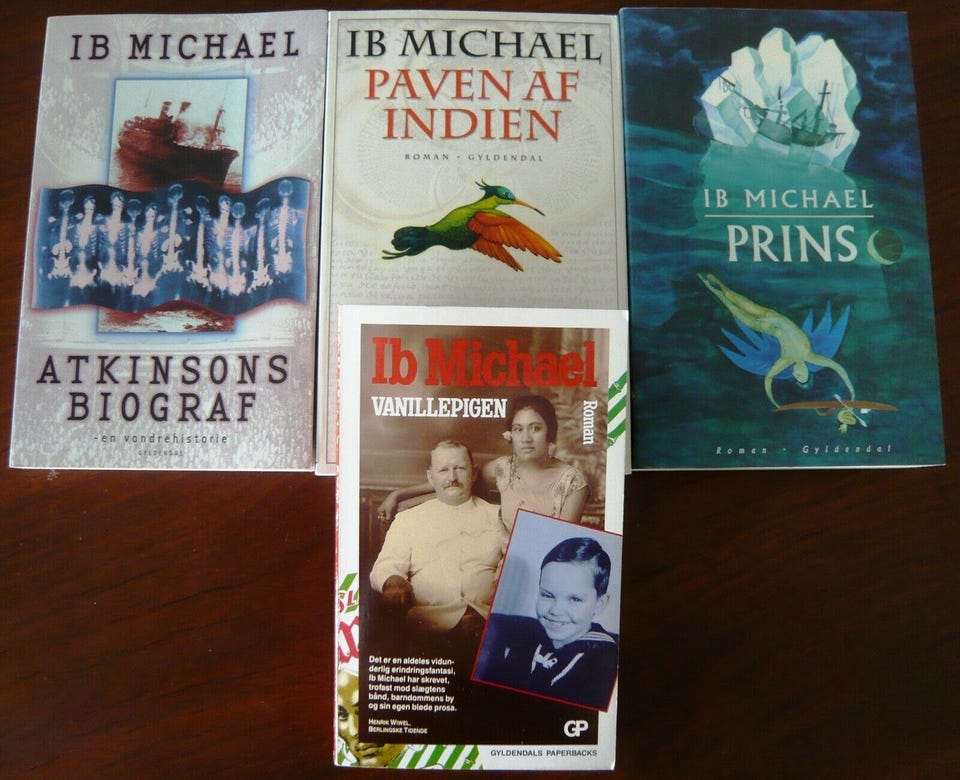 IB MICHAEL
ATKINSONS
BIOGRAF
-en vandrehistorie
GYLDENDAL
IB MICHAEL
PAVEN AF
INDIEN
ROMAN · GYLDENDAL
IB MICHAEL
PRINS
Roman · Gyldendal
Ib Michael
VANILLEPIGEN
Roman
Det er en aldeles vidun-
derlig erindringsfantasi,
Ib Michael har skrevet,
trofast mod slægtens
bånd, barndommens by
og sin egen bløde prosa.
HENRIK WIWEL,
BERLINGSKE TIDENDE
GP
GYLDENDALS PAPERBACKS